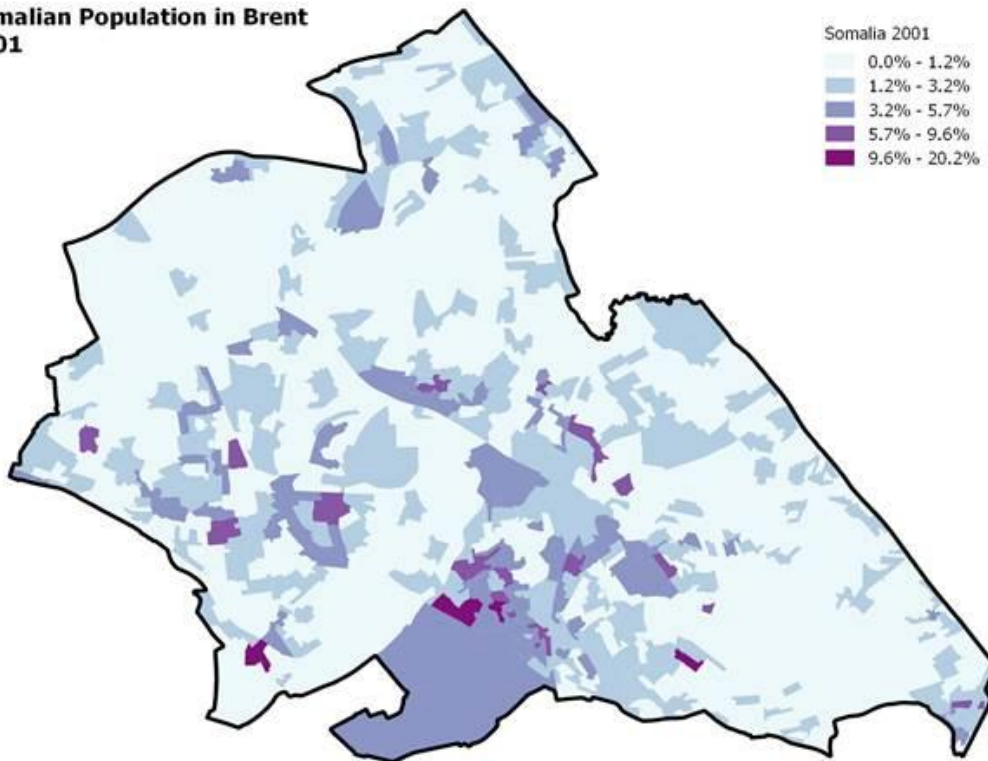 malian Population in Brent
01
Somalia 2001
0.0% - 1.2%
1.2% - 3.2%
3.2% - 5.7%
5.7% - 9.6%
9.6% - 20.2%